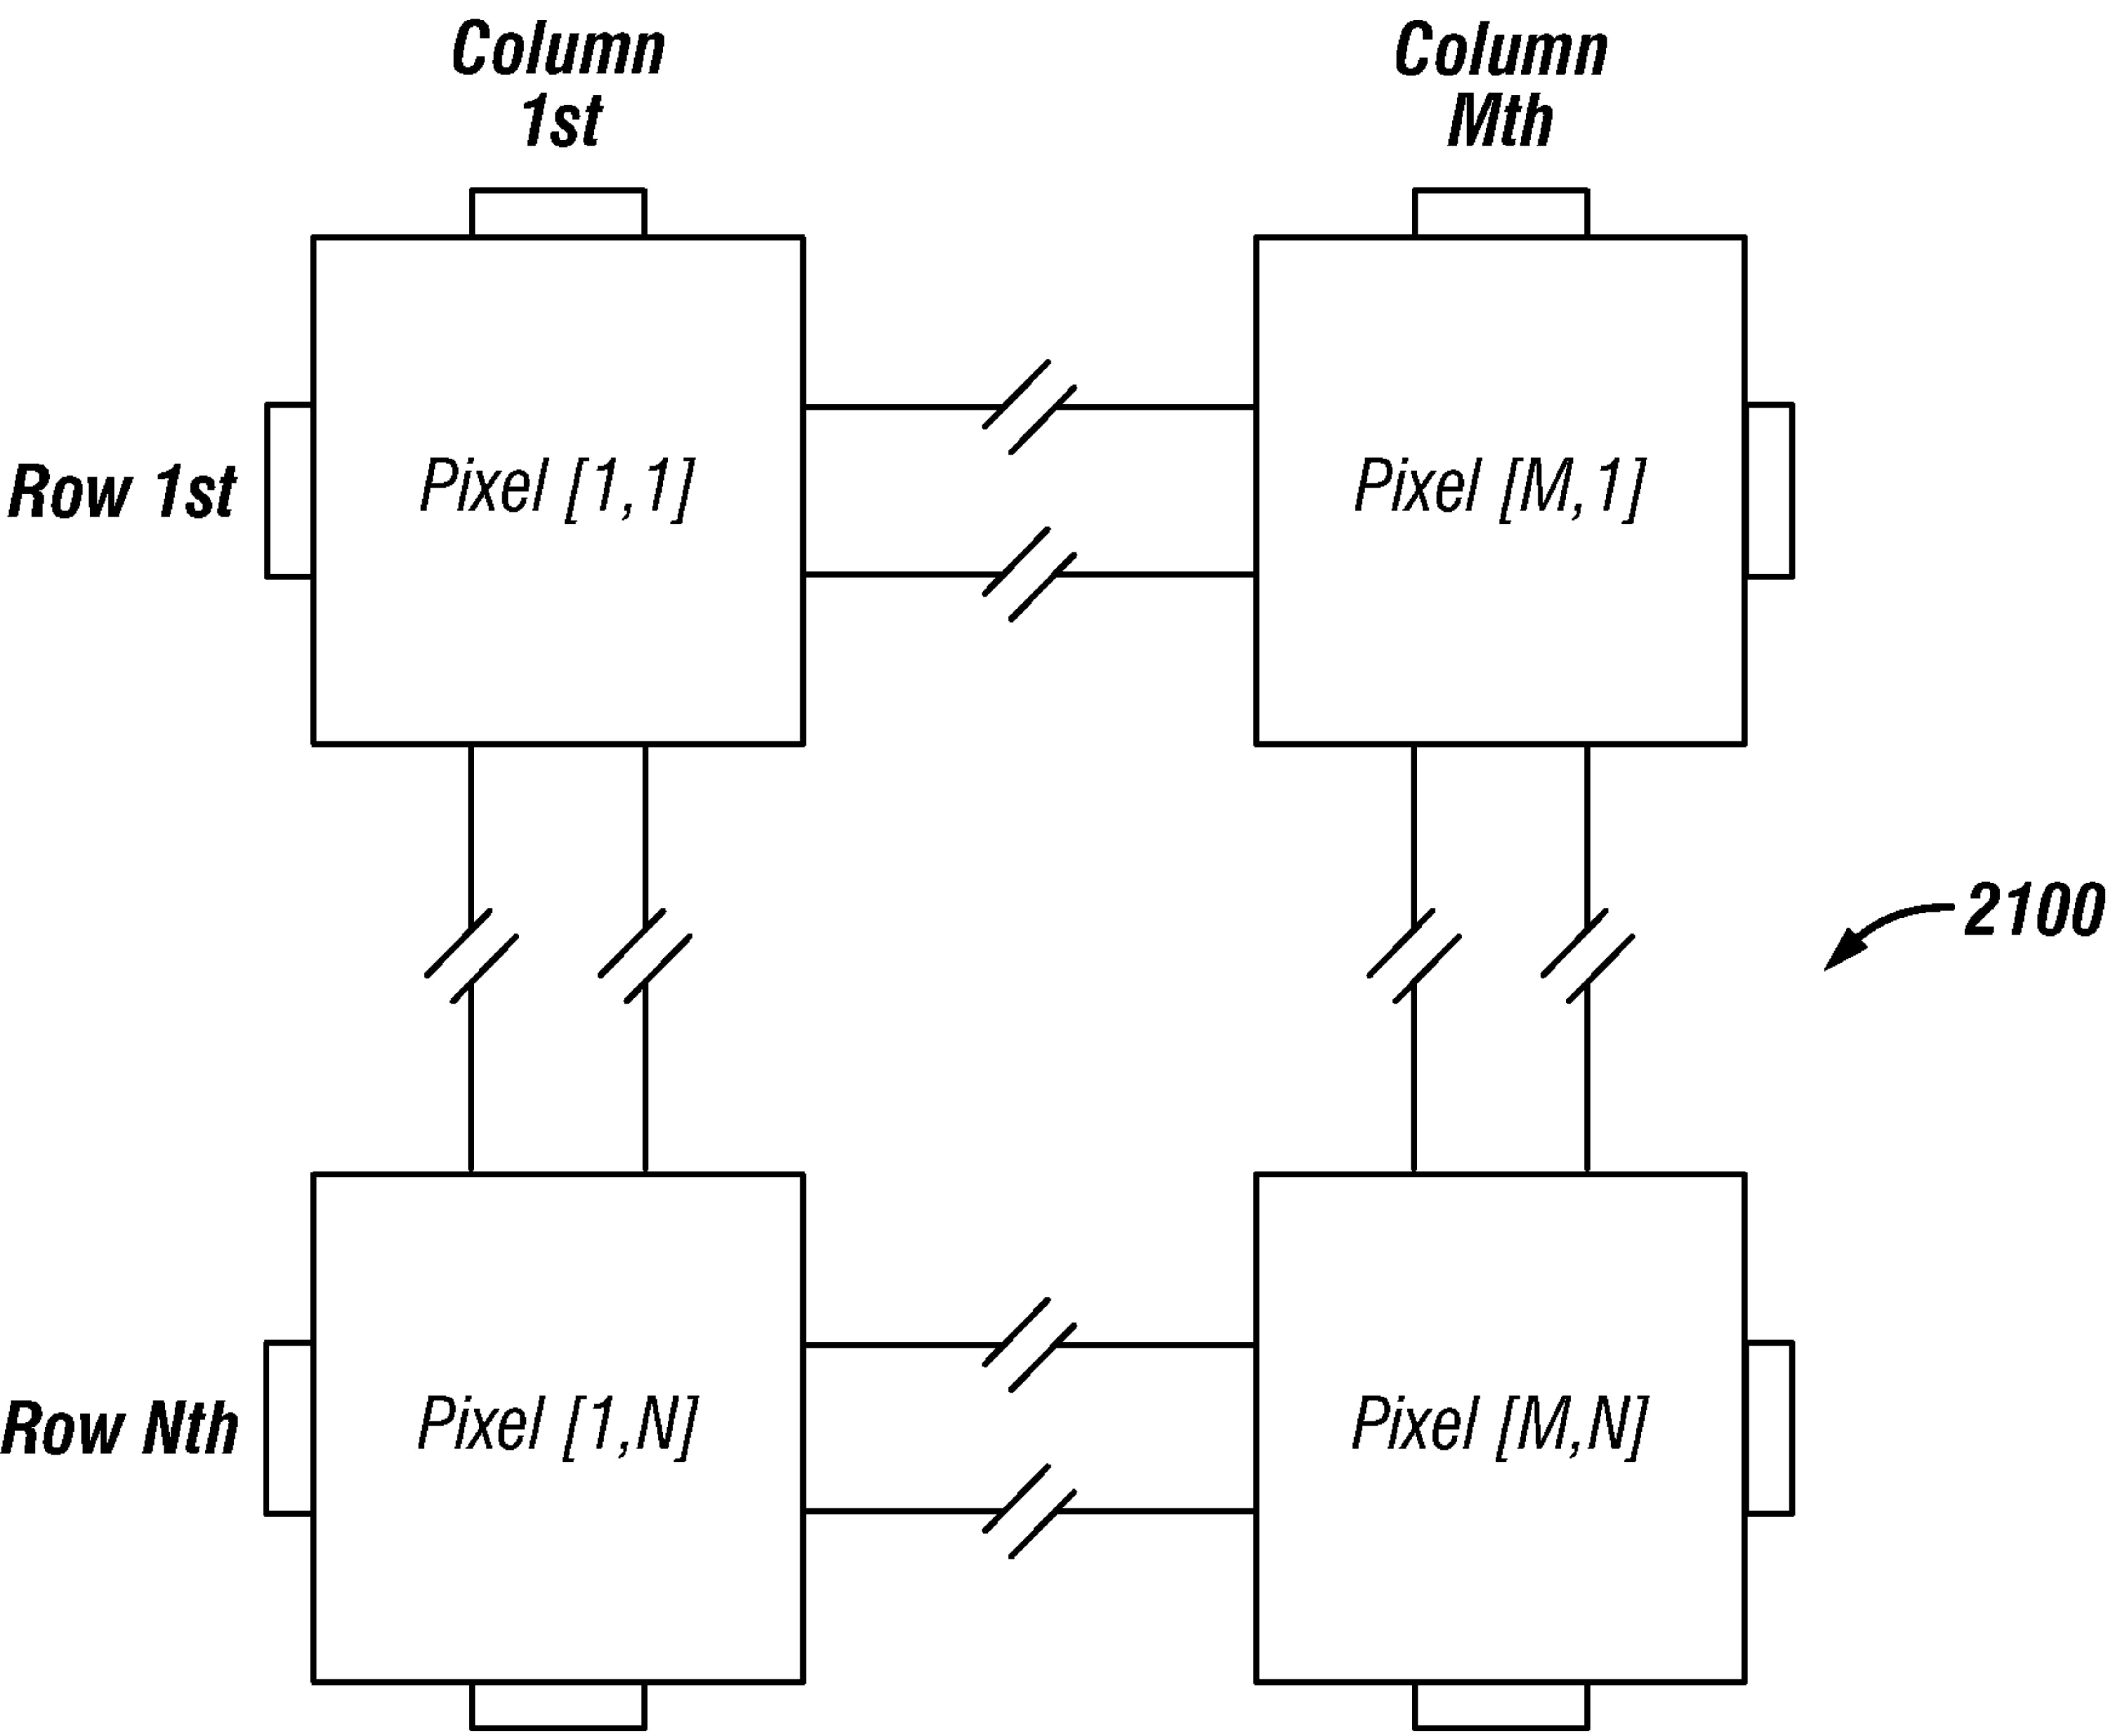 Column
1st
Column
Mth
Row 1st
Pixel [1,1]
Pixel [M,1]
2100
Row Nth
Pixel [1,N]
Pixel [M,N]